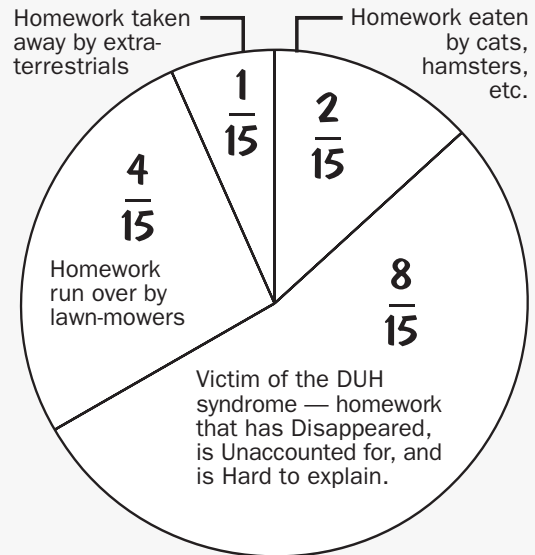 Homework taken
away by extra-
terrestrials
Homework eaten
by cats,
hamsters,
etc.
1
15
2
15
4
15
Homework
run over by
lawn-mowers
8
15
Victim of the DUH
syndrome — homework
that has Disappeared,
is Unaccounted for, and
is Hard to explain.